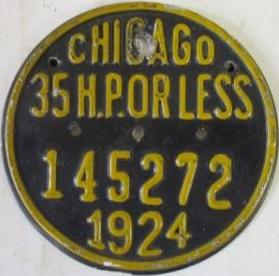 CHICAGO
35 H.P. OR LESS
145272
1924